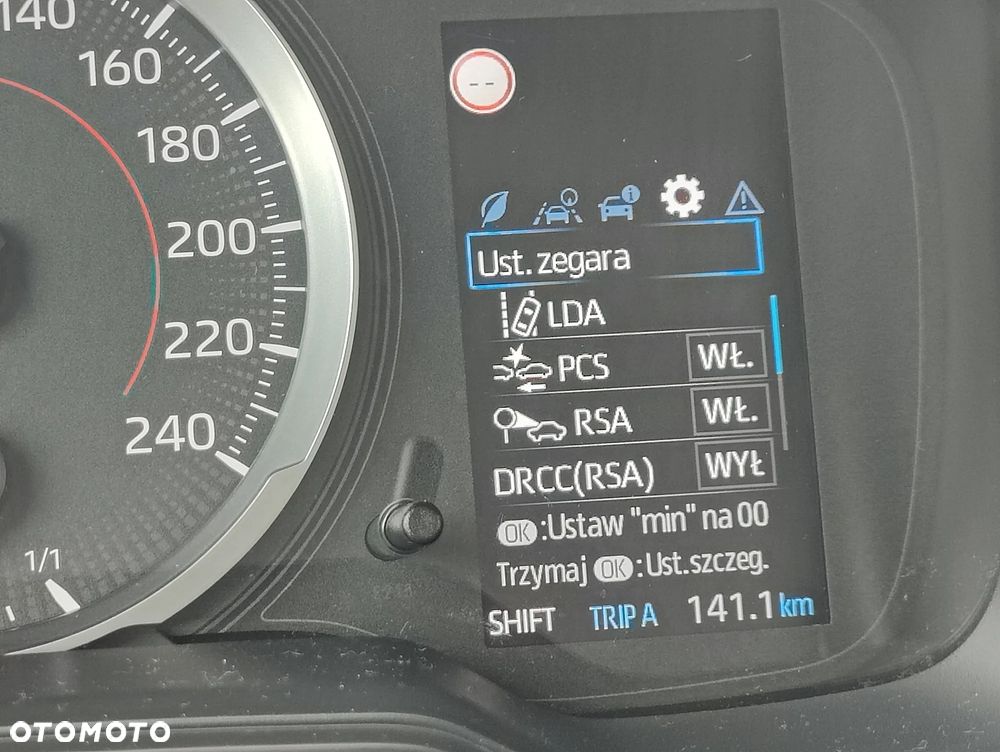 140
160
180
200
220
240
1/1
--
Ust. zegara
LDA
PCS WŁ.
RSA WŁ.
DRCC(RSA) WYŁ
OK :Ustaw "min" na 00
Trzymaj OK :Ust.szczeg.
SHIFT TRIP A 141.1 km
OTOMOTO